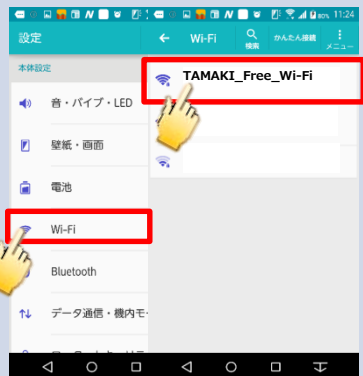 80% 11:24
設定
← Wi-Fi 検索 かんたん接続 メニュー
本体設定
TAMAKI_Free_Wi-Fi
音・バイブ・LED
壁紙・画面
電池
Wi-Fi
Bluetooth
データ通信・機内モ